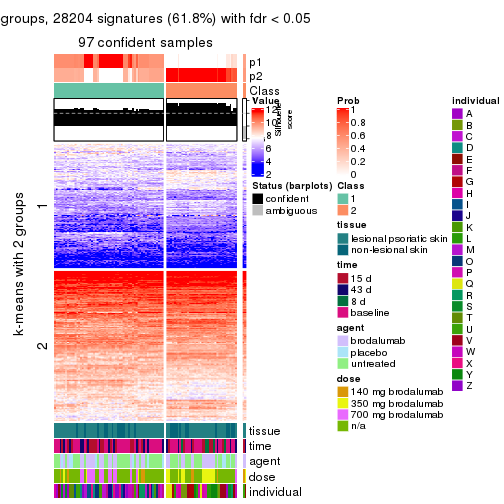 groups, 28204 signatures (61.8%) with fdr < 0.05
97 confident samples
p1
p2
Class
Silhouette
score
k-means with 2 groups
1
2
tissue
time
agent
dose
individual
Value
12
10
8
6
4
2
Status (barplots)
confident
ambiguous
Prob
1
0.8
0.6
0.4
0.2
0
Class
1
2
tissue
lesional psoriatic skin
non-lesional skin
time
15 d
43 d
8 d
baseline
agent
brodalumab
placebo
untreated
dose
140 mg brodalumab
350 mg brodalumab
700 mg brodalumab
n/a
individual
A
B
C
D
E
F
G
H
I
J
K
L
M
O
P
Q
R
S
T
U
V
W
X
Y
Z